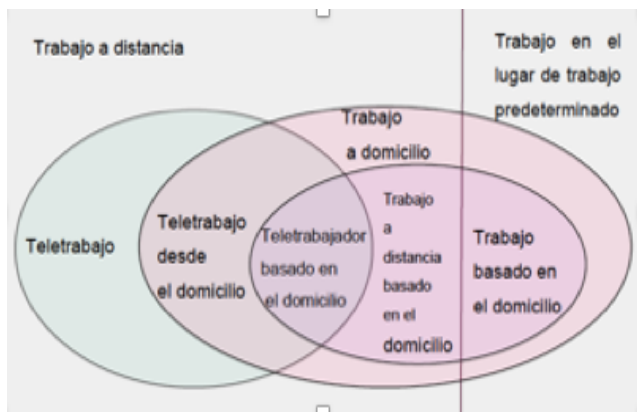 Trabajo a distancia
Trabajo en el
lugar de trabajo
predeterminado
Trabajo
a domicilio
Teletrabajo
Teletrabajo
desde
el domicilio
Teletrabajador
basado en
el domicilio
Trabajo
a
distancia
basado
en el
domicilio
Trabajo
basado en
el domicilio